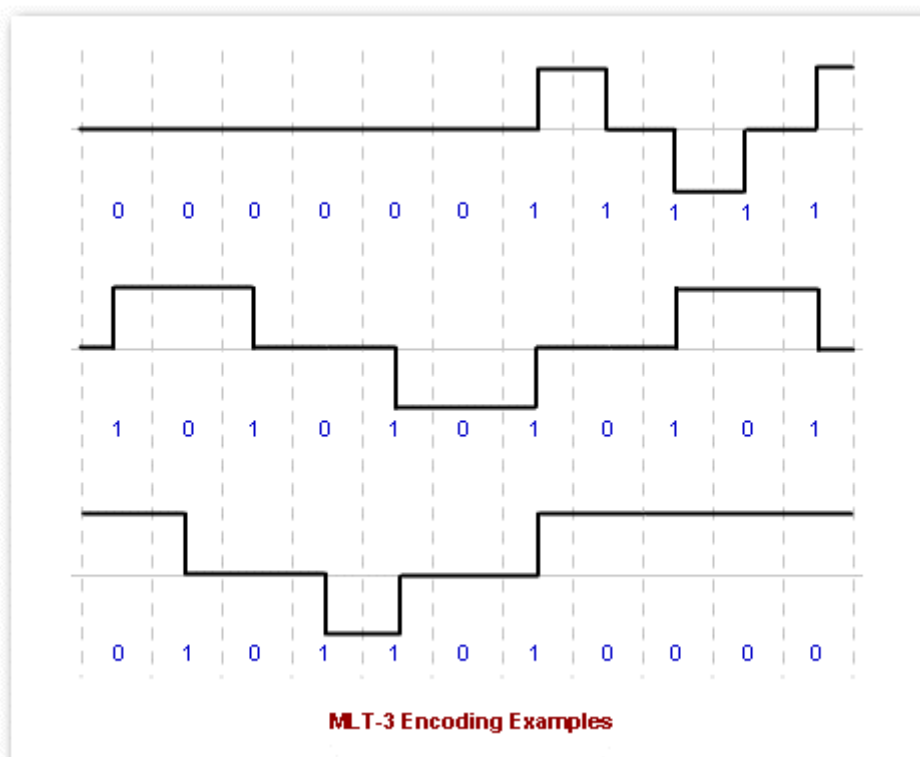 0 0 0 0 0 0 1 1 1 1 1
1 0 1 0 1 0 1 0 1 0 1
0 1 0 1 1 0 1 0 0 0 0
MLT-3 Encoding Examples